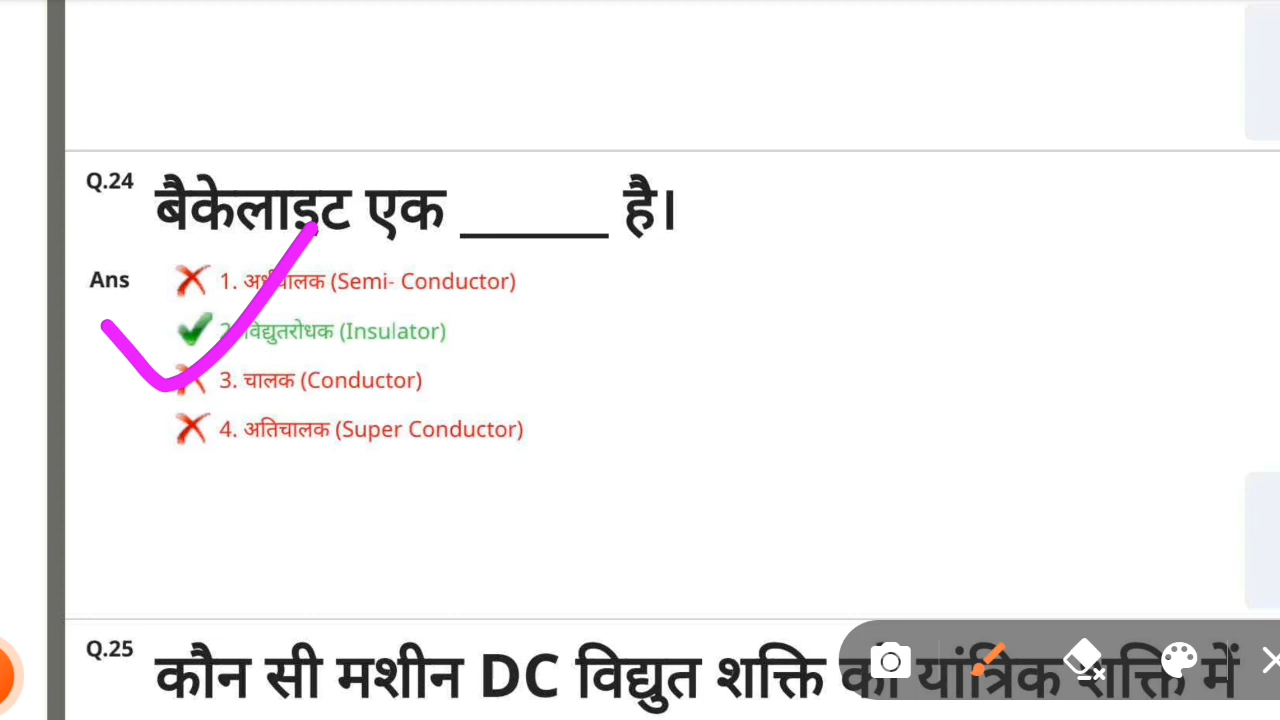 Q.24 बैकेलाइट एक ______ है।
Ans 1. अर्धचालक (Semi- Conductor)
2. विद्युतरोधक (Insulator)
3. चालक (Conductor)
4. अतिचालक (Super Conductor)
Q.25 कौन सी मशीन DC विद्युत शक्ति को यांत्रिक शक्ति में